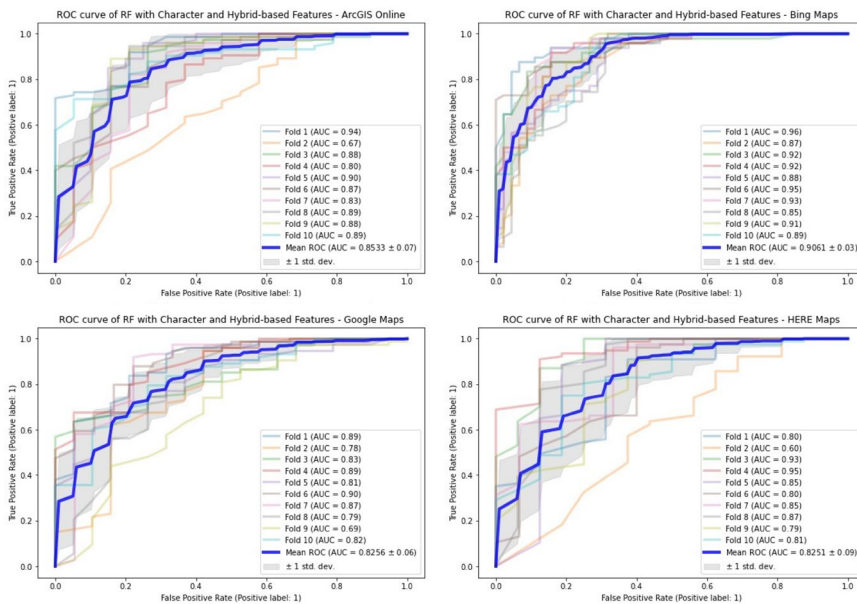 ROC curve of RF with Character and Hybrid-based Features - ArcGIS Online
1.0
0.8
0.6
0.4
0.2
0.0
True Positive Rate (Positive label: 1)
Fold 1 (AUC = 0.94)
Fold 2 (AUC = 0.67)
Fold 3 (AUC = 0.88)
Fold 4 (AUC = 0.80)
Fold 5 (AUC = 0.90)
Fold 6 (AUC = 0.87)
Fold 7 (AUC = 0.83)
Fold 8 (AUC = 0.89)
Fold 9 (AUC = 0.88)
Fold 10 (AUC = 0.89)
Mean ROC (AUC = 0.8533 ± 0.07)
± 1 std. dev.
0.0 0.2 0.4 0.6 0.8 1.0
False Positive Rate (Positive label: 1)
ROC curve of RF with Character and Hybrid-based Features - Bing Maps
1.0
0.8
0.6
0.4
0.2
0.0
True Positive Rate (Positive label: 1)
Fold 1 (AUC = 0.96)
Fold 2 (AUC = 0.87)
Fold 3 (AUC = 0.92)
Fold 4 (AUC = 0.92)
Fold 5 (AUC = 0.88)
Fold 6 (AUC = 0.95)
Fold 7 (AUC = 0.93)
Fold 8 (AUC = 0.85)
Fold 9 (AUC = 0.91)
Fold 10 (AUC = 0.89)
Mean ROC (AUC = 0.9061 ± 0.03)
± 1 std. dev.
0.0 0.2 0.4 0.6 0.8 1.0
False Positive Rate (Positive label: 1)
ROC curve of RF with Character and Hybrid-based Features - Google Maps
1.0
0.8
0.6
0.4
0.2
0.0
True Positive Rate (Positive label: 1)
Fold 1 (AUC = 0.89)
Fold 2 (AUC = 0.78)
Fold 3 (AUC = 0.83)
Fold 4 (AUC = 0.89)
Fold 5 (AUC = 0.81)
Fold 6 (AUC = 0.90)
Fold 7 (AUC = 0.87)
Fold 8 (AUC = 0.79)
Fold 9 (AUC = 0.69)
Fold 10 (AUC = 0.82)
Mean ROC (AUC = 0.8256 ± 0.06)
± 1 std. dev.
0.0 0.2 0.4 0.6 0.8 1.0
False Positive Rate (Positive label: 1)
ROC curve of RF with Character and Hybrid-based Features - HERE Maps
1.0
0.8
0.6
0.4
0.2
0.0
True Positive Rate (Positive label: 1)
Fold 1 (AUC = 0.80)
Fold 2 (AUC = 0.60)
Fold 3 (AUC = 0.93)
Fold 4 (AUC = 0.95)
Fold 5 (AUC = 0.85)
Fold 6 (AUC = 0.80)
Fold 7 (AUC = 0.85)
Fold 8 (AUC = 0.87)
Fold 9 (AUC = 0.79)
Fold 10 (AUC = 0.81)
Mean ROC (AUC = 0.8251 ± 0.09)
± 1 std. dev.
0.0 0.2 0.4 0.6 0.8 1.0
False Positive Rate (Positive label: 1)